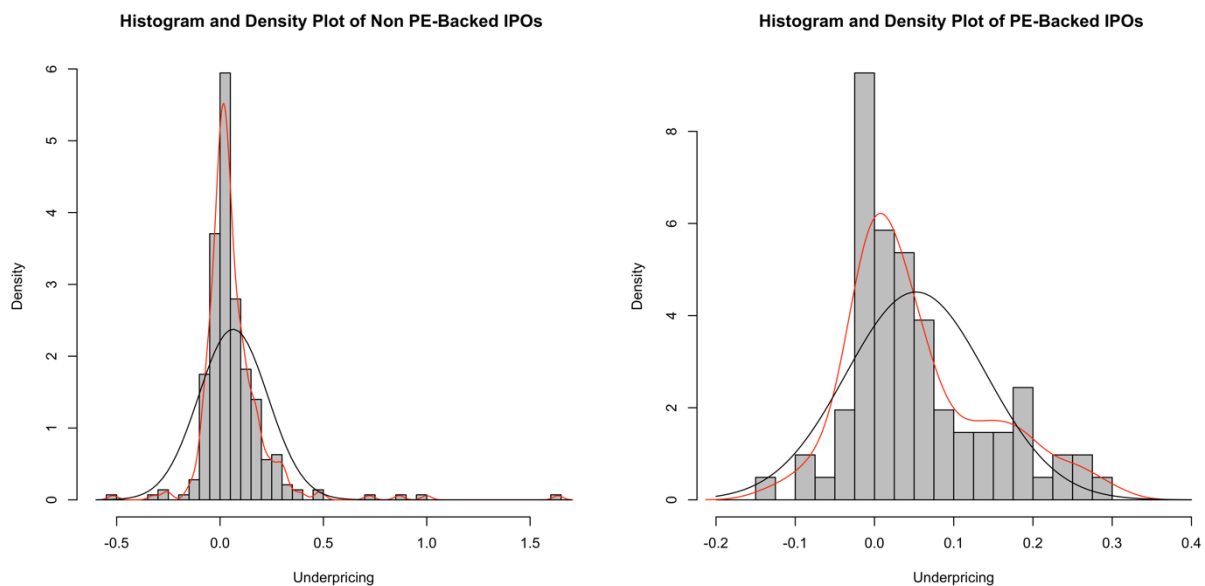 Histogram and Density Plot of Non PE-Backed IPOs
6
5
4
3
2
1
0
Density
-0.5 0.0 0.5 1.0 1.5
Underpricing
Histogram and Density Plot of PE-Backed IPOs
8
6
4
2
0
Density
-0.2 -0.1 0.0 0.1 0.2 0.3 0.4
Underpricing